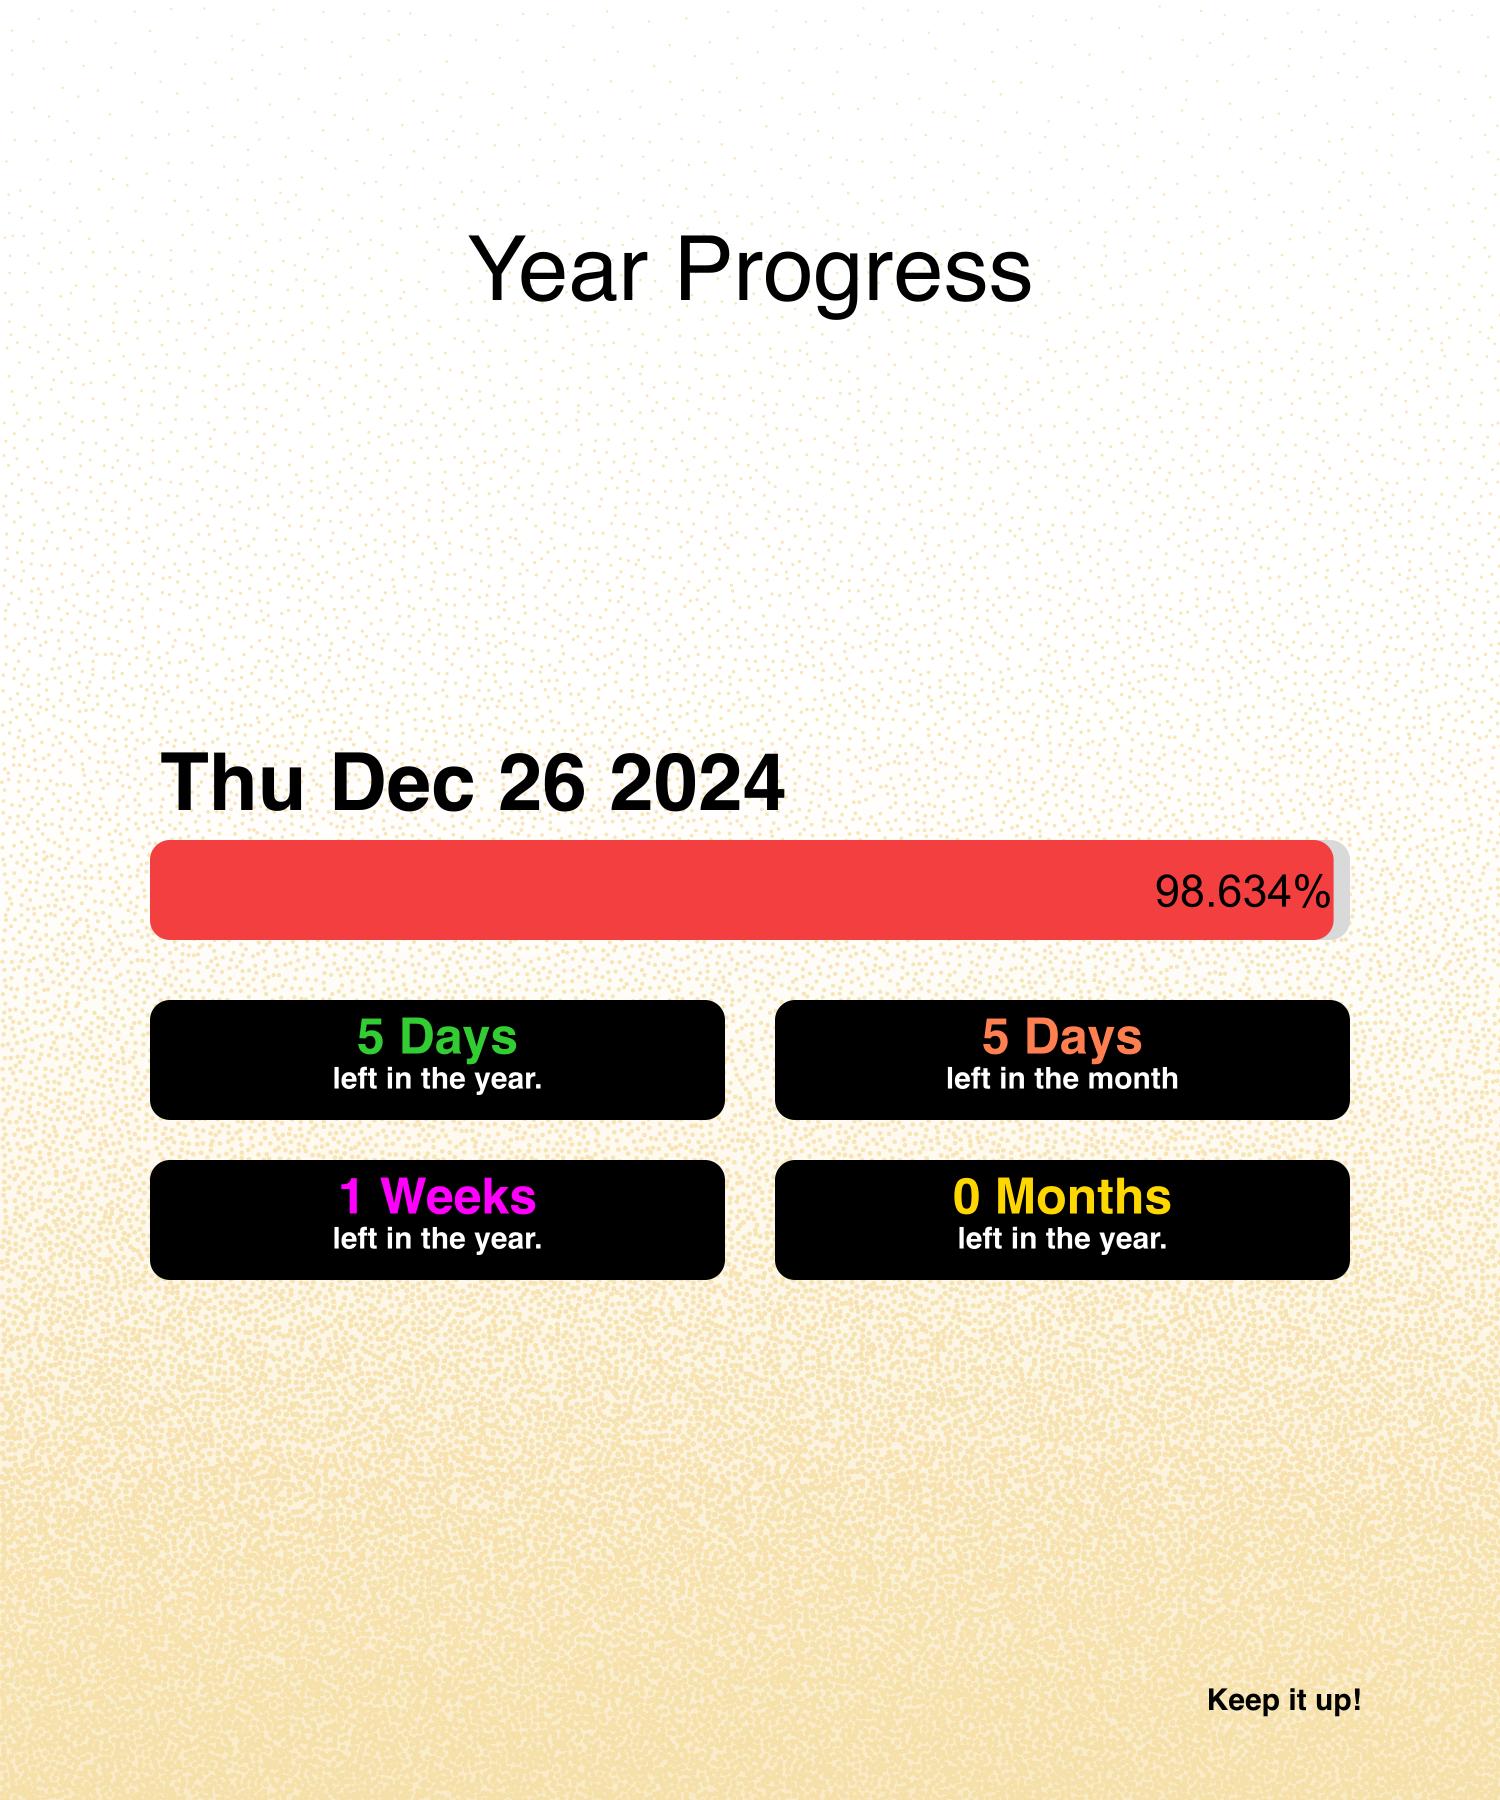 Year Progress
Thu Dec 26 2024
98.634%
5 Days
left in the year.
5 Days
left in the month
1 Weeks
left in the year.
0 Months
left in the year.
Keep it up!